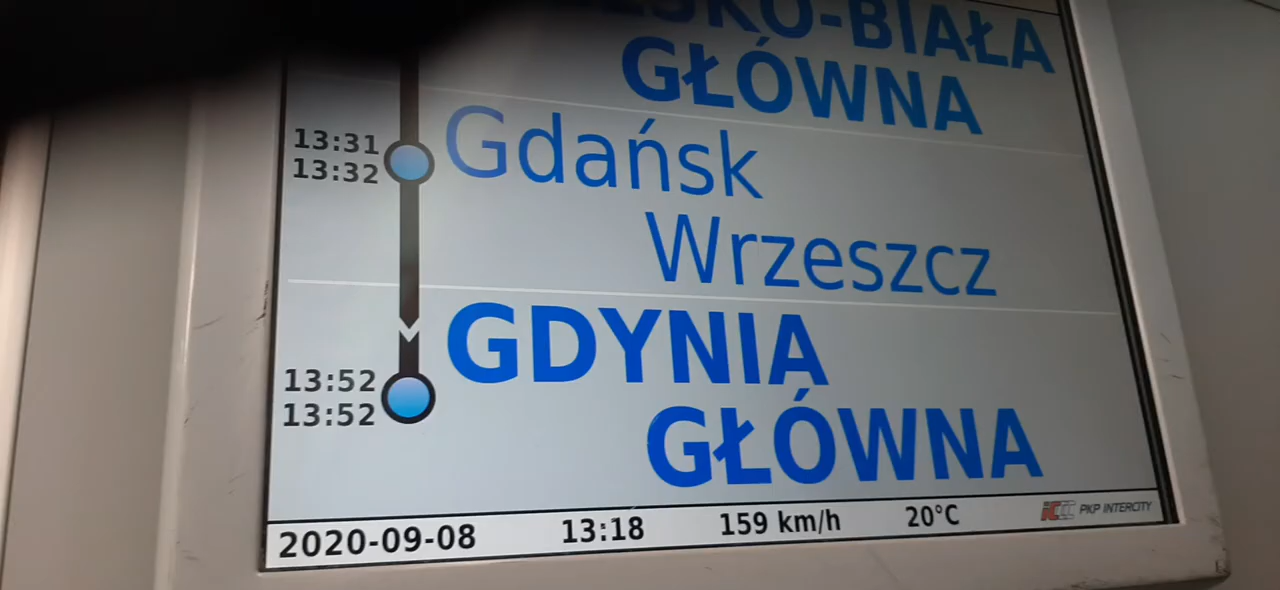 GŁÓWNA
13:31
13:32
Gdańsk
Wrzeszcz
GDYNIA
GŁÓWNA
13:52
13:52
2020-09-08 13:18 159 km/h 20°C PKP INTERCITY